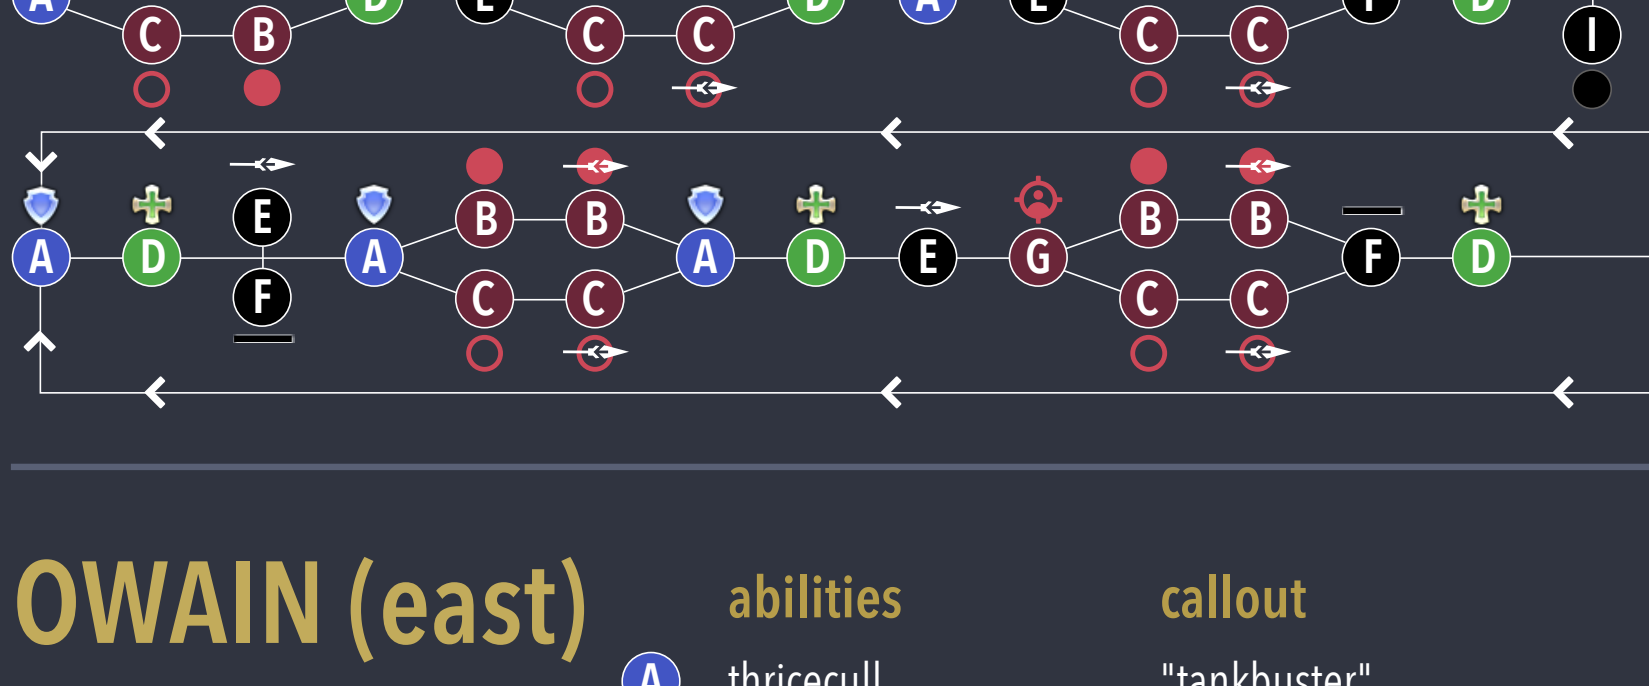 A C B D E C C D A E C C F D I
E B B B B
A D A A D E G F D
F C C C C
OWAIN (east) abilities callout
A thricecull "tankbuster"